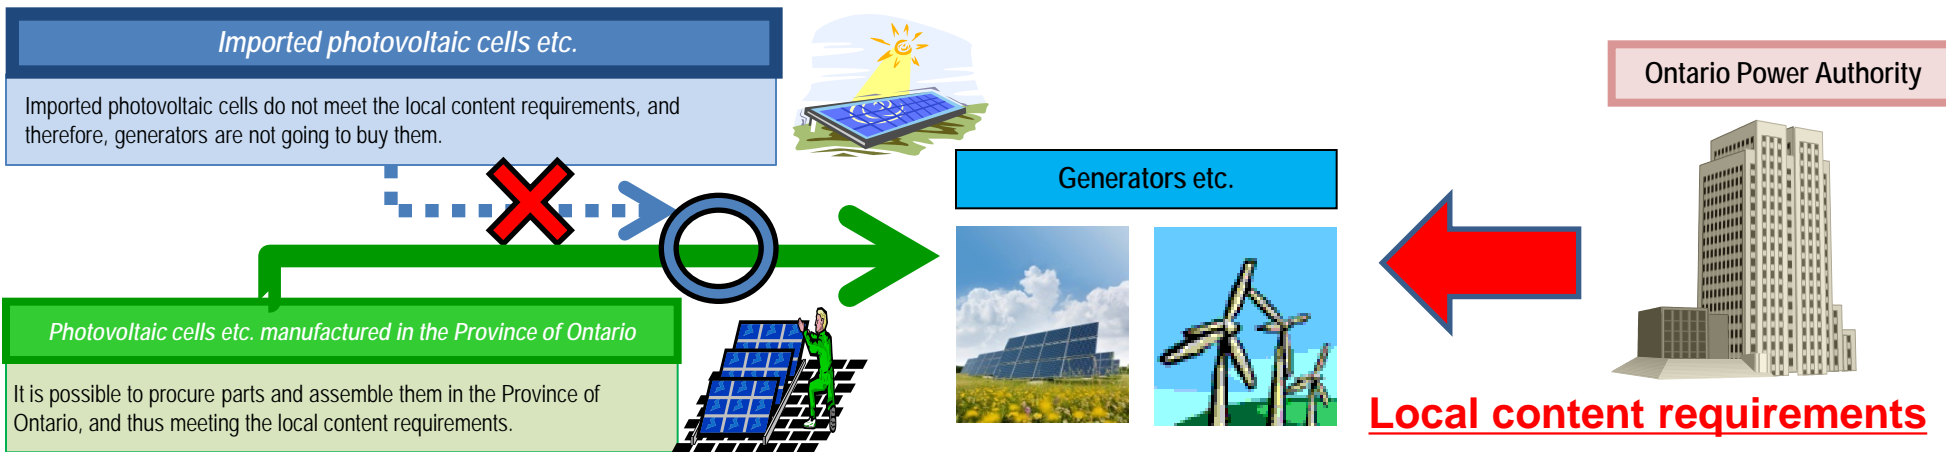 Imported photovoltaic cells etc.
Imported photovoltaic cells do not meet the local content requirements, and
therefore, generators are not going to buy them.
Ontario Power Authority
Generators etc.
Photovoltaic cells etc. manufactured in the Province of Ontario
It is possible to procure parts and assemble them in the Province of
Ontario, and thus meeting the local content requirements.
Local content requirements